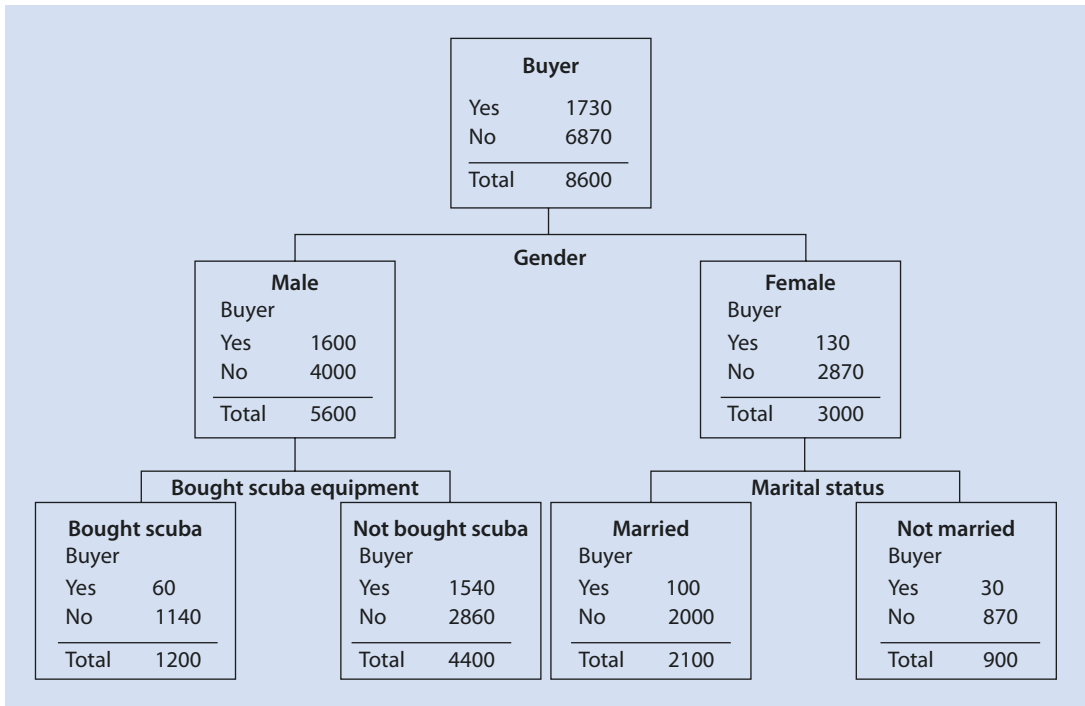 Buyer
Yes 1730
No 6870
Total 8600
Gender
Male
Buyer
Yes 1600
No 4000
Total 5600
Female
Buyer
Yes 130
No 2870
Total 3000
Bought scuba equipment
Marital status
Bought scuba
Buyer
Yes 60
No 1140
Total 1200
Not bought scuba
Buyer
Yes 1540
No 2860
Total 4400
Married
Buyer
Yes 100
No 2000
Total 2100
Not married
Buyer
Yes 30
No 870
Total 900